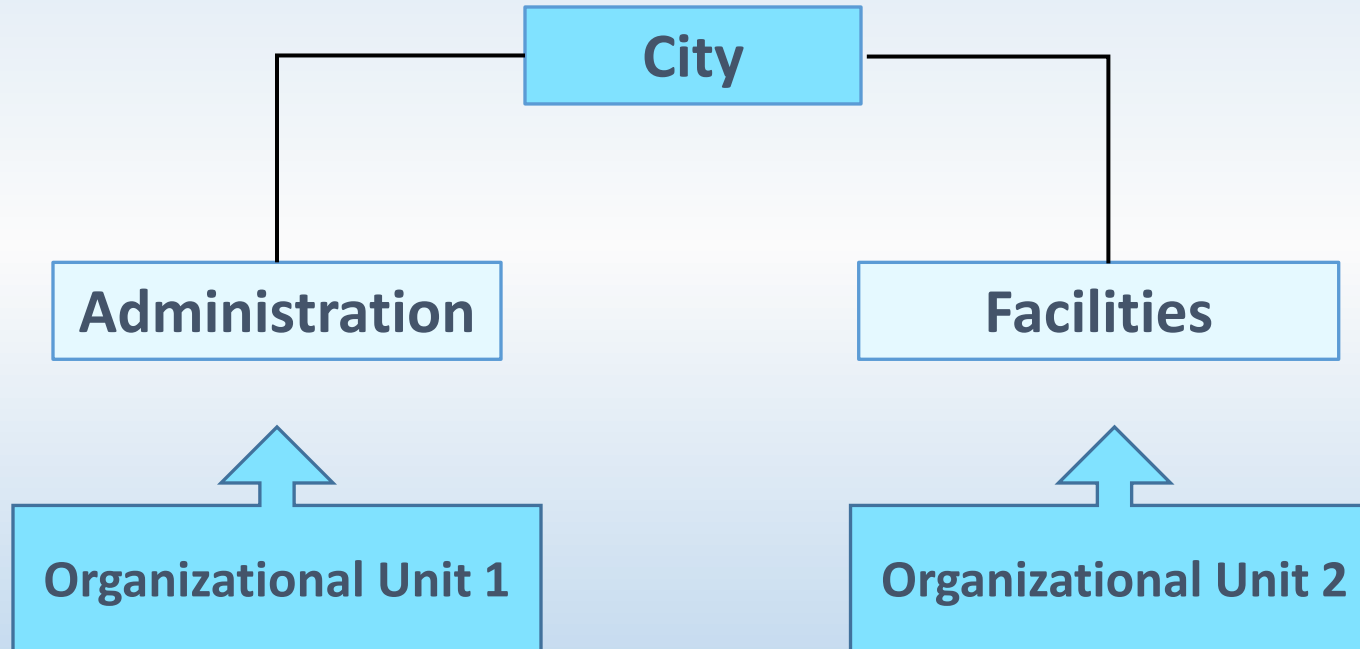 City
Administration
Facilities
Organizational Unit 1
Organizational Unit 2